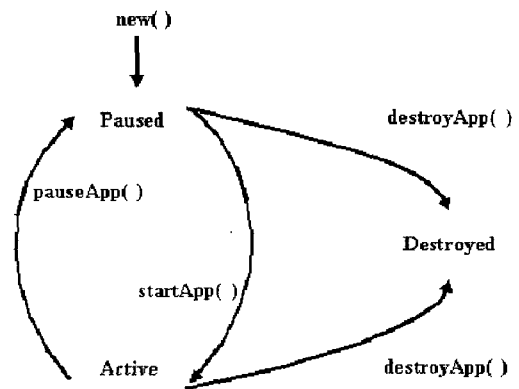 new( )
Paused
destroyApp( )
pauseApp( )
Destroyed
startApp( )
Active
destroyApp( )